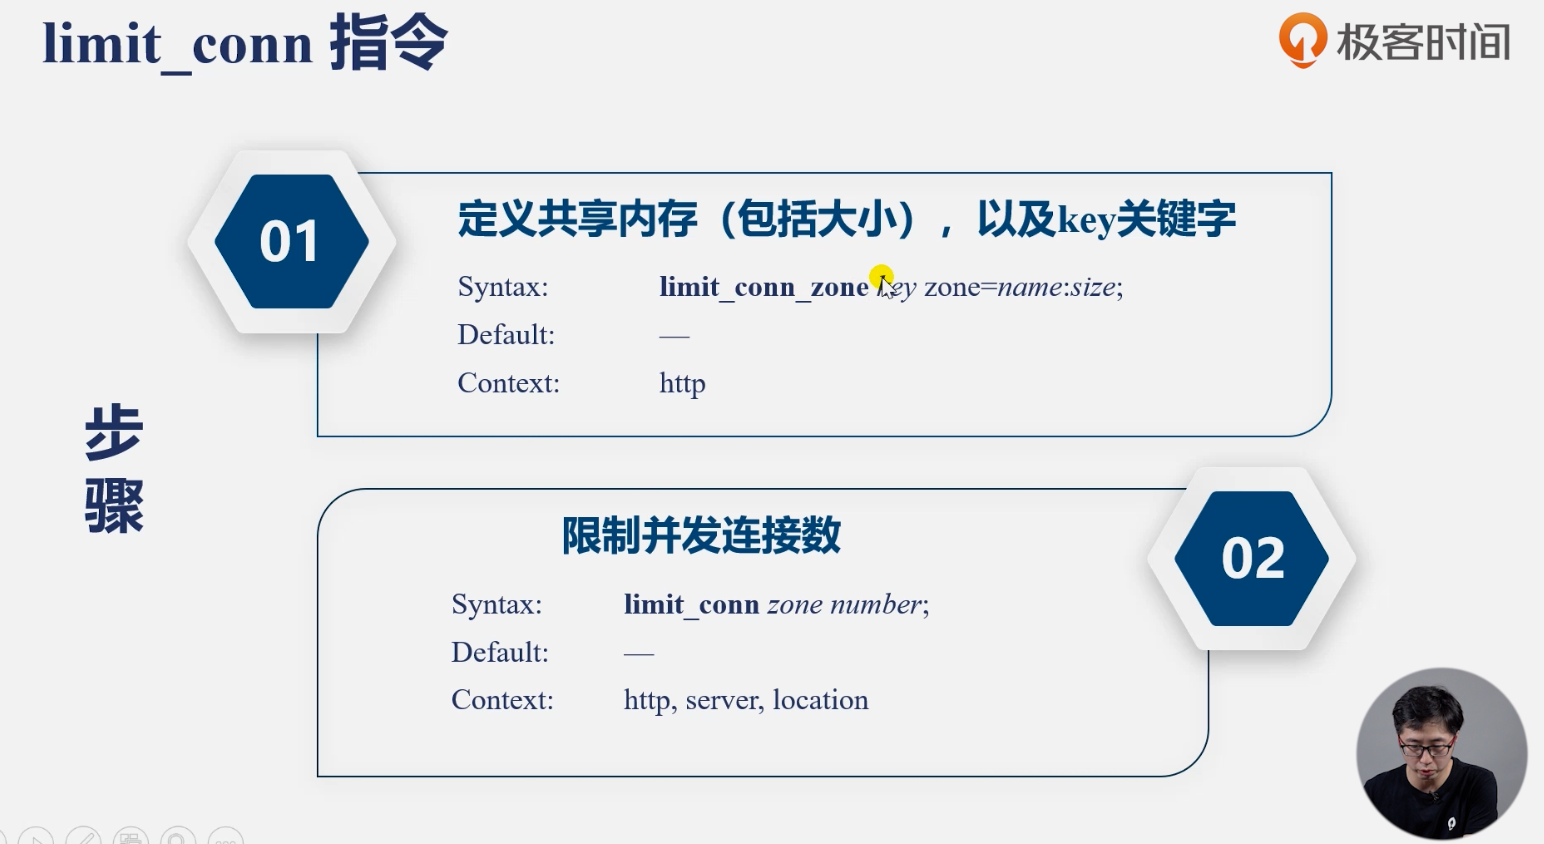 limit_conn 指令
极客时间
01
定义共享内存（包括大小），以及key关键字
Syntax: limit_conn_zone key zone=name:size;
Default: —
Context: http
步骤
限制并发连接数
02
Syntax: limit_conn zone number;
Default: —
Context: http, server, location